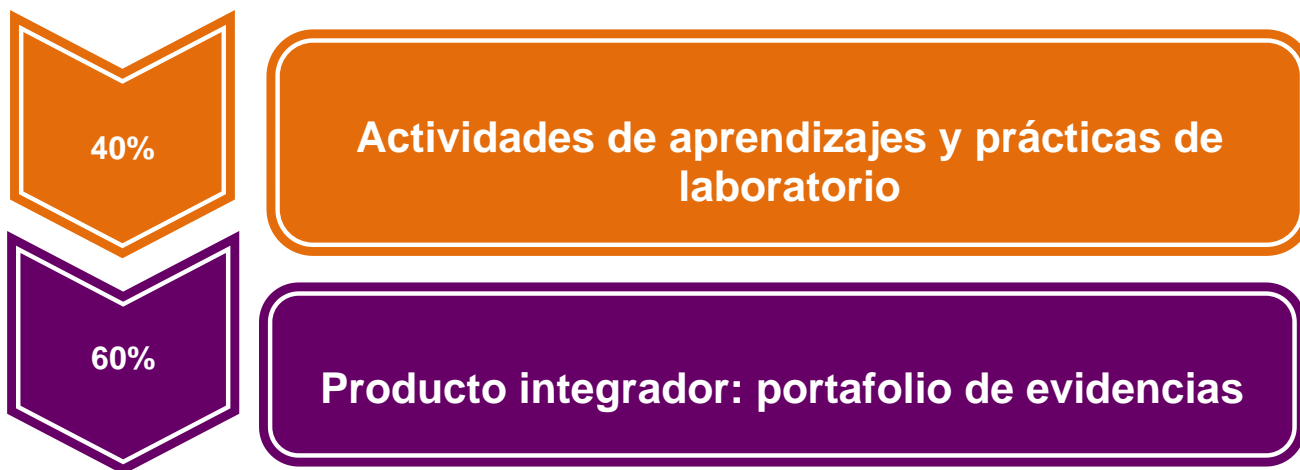 40%
Actividades de aprendizajes y prácticas de
laboratorio
60%
Producto integrador: portafolio de evidencias